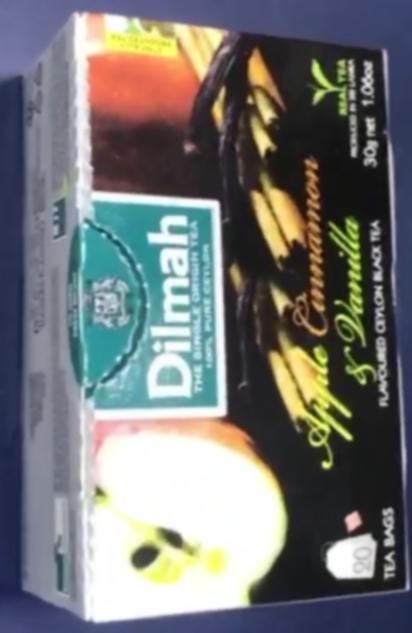 Dilmah
THE SINGLE ORIGIN TEA
100% PURE CEYLON
Apple Cinnamon
& Vanilla
FLAVOURED CEYLON BLACK TEA
REAL TEA
PRODUCED IN SRI LANKA
30g net 1.06oz
20
TEA BAGS